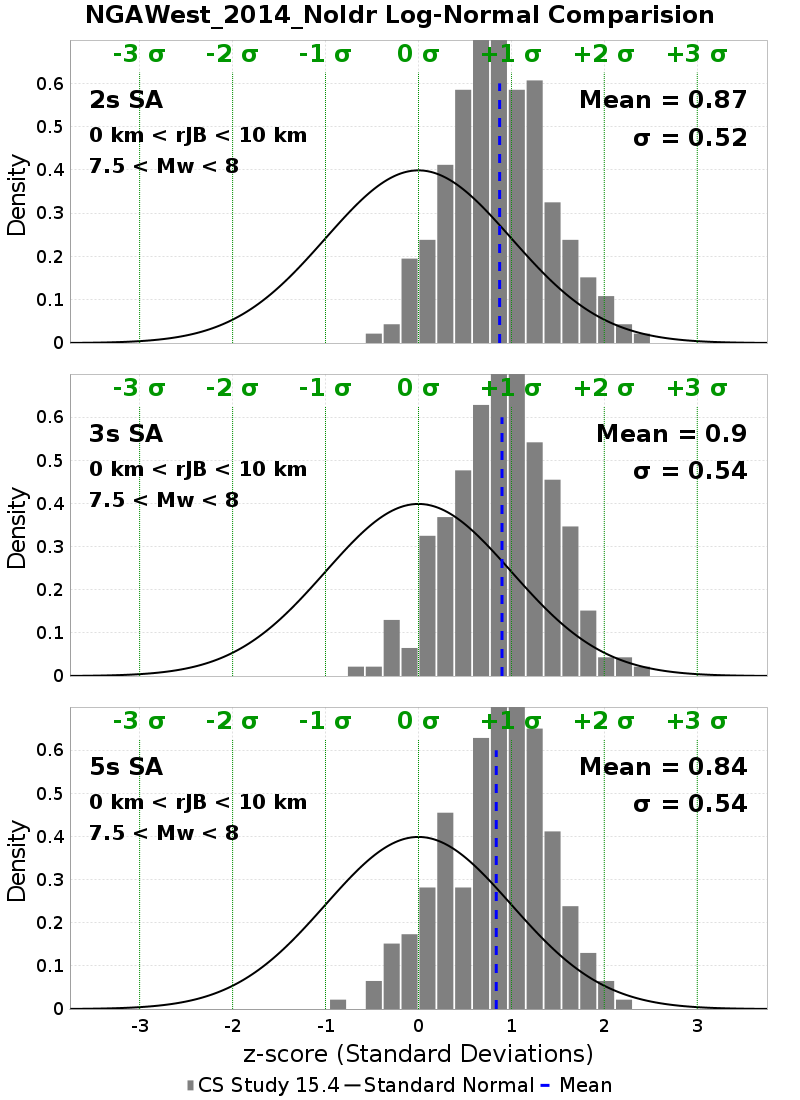 NGAWest_2014_NoIdr Log-Normal Comparision
-3 σ -2 σ -1 σ 0 σ +1 σ +2 σ +3 σ
0.6
2s SA Mean = 0.87
0.5
0 km < rJB < 10 km σ = 0.52
0.4
7.5 < Mw < 8
Density
0.3
0.2
0.1
0
-3 σ -2 σ -1 σ 0 σ +1 σ +2 σ +3 σ
0.6
3s SA Mean = 0.9
0.5
0 km < rJB < 10 km σ = 0.54
0.4
7.5 < Mw < 8
Density
0.3
0.2
0.1
0
-3 σ -2 σ -1 σ 0 σ +1 σ +2 σ +3 σ
0.6
5s SA Mean = 0.84
0.5
0 km < rJB < 10 km σ = 0.54
0.4
7.5 < Mw < 8
Density
0.3
0.2
0.1
0
-3 -2 -1 0 1 2 3
z-score (Standard Deviations)
CS Study 15.4 Standard Normal Mean